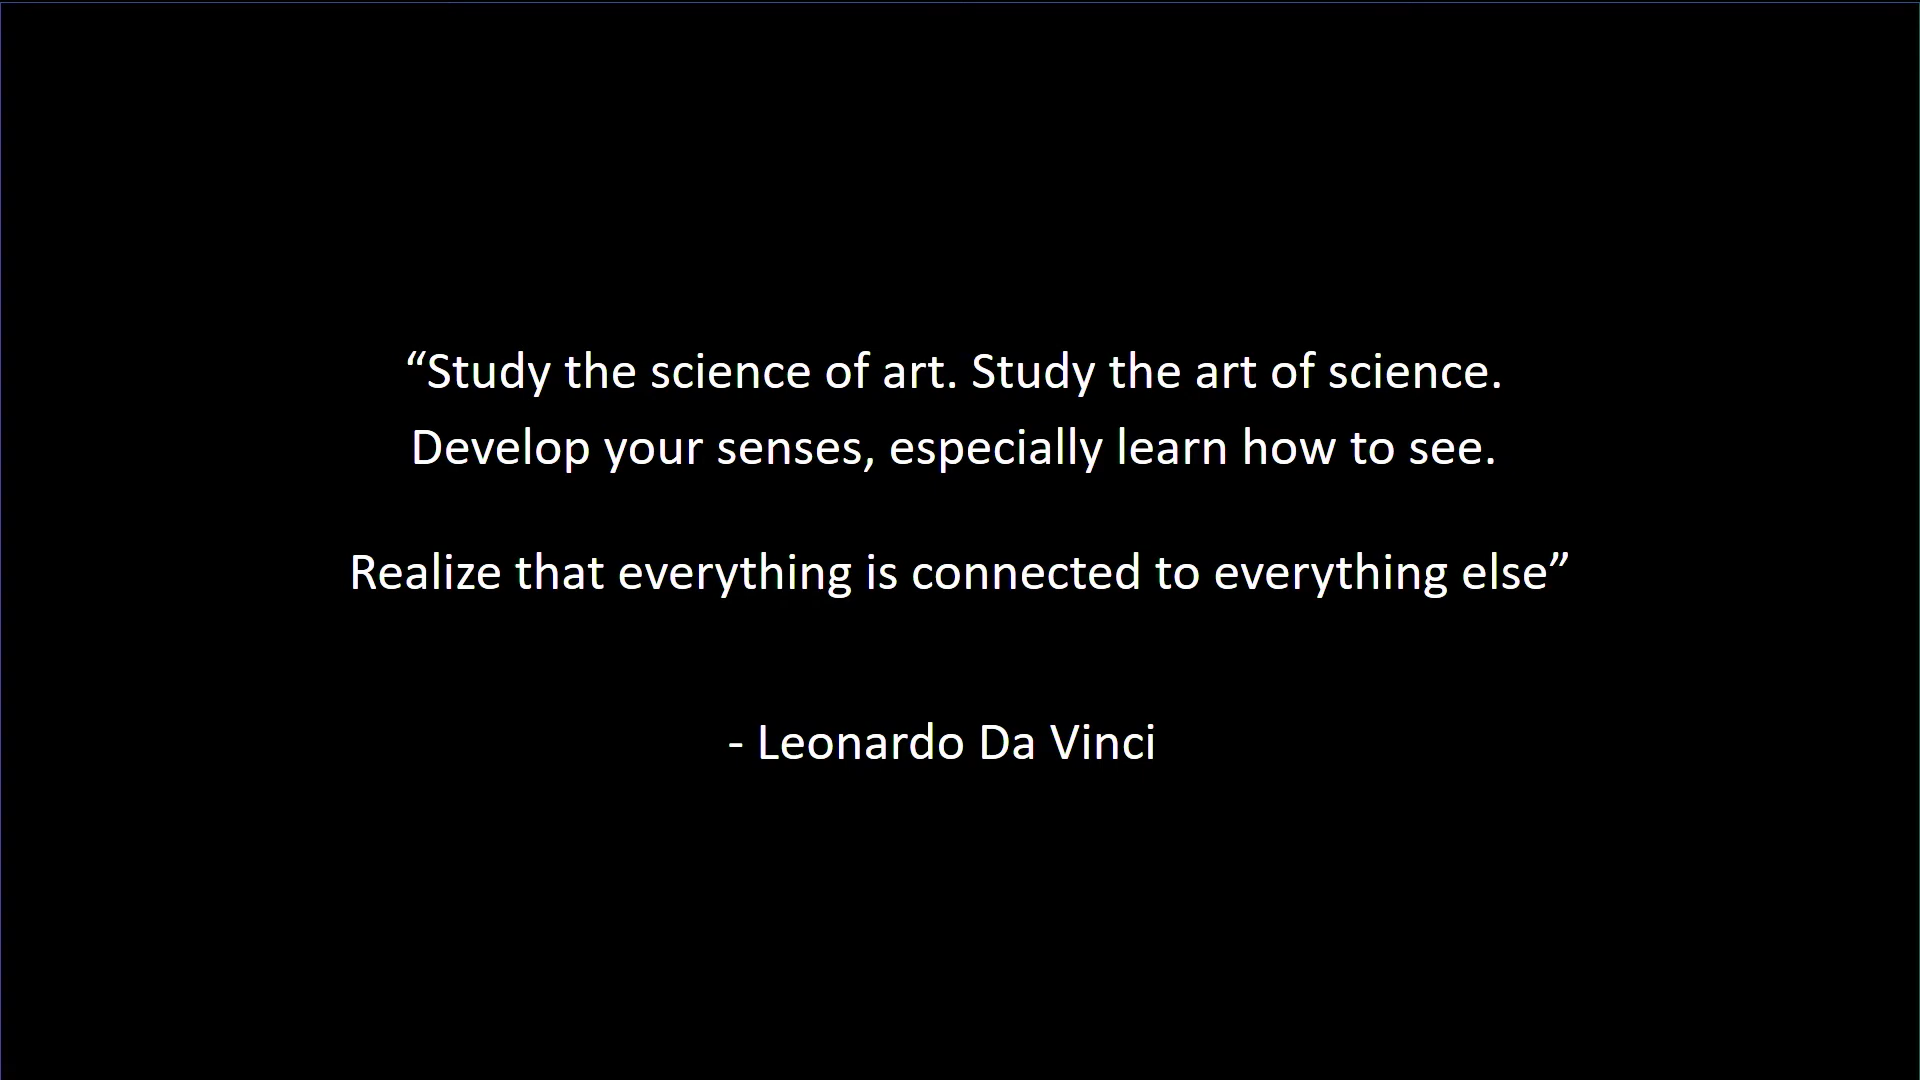 “Study the science of art. Study the art of science.
Develop your senses, especially learn how to see.
Realize that everything is connected to everything else”
- Leonardo Da Vinci